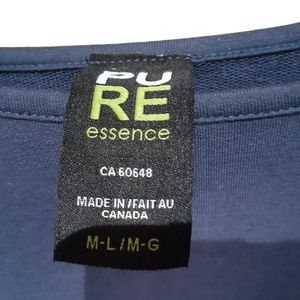 PU
RE
essence
CA 60648
MADE IN/FAIT AU
CANADA
M-L/M-G